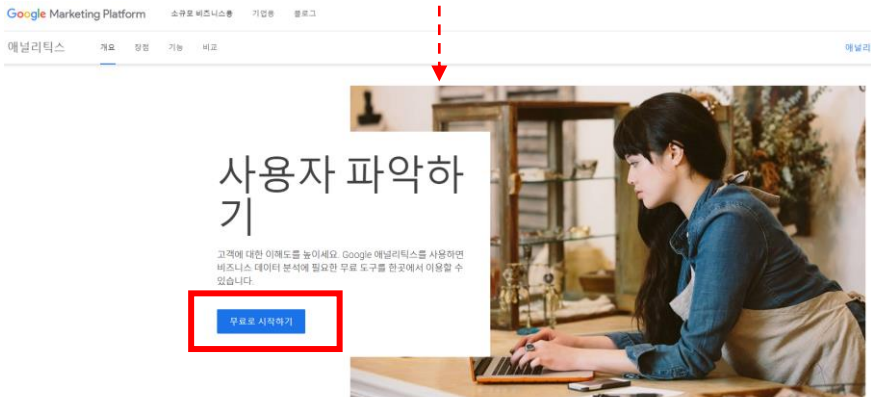 Google Marketing Platform 소규모 비즈니스용 기업용 블로그
애널리틱스 개요 장점 기능 비교 애널리
사용자 파악하
기
고객에 대한 이해도를 높이세요. Google 애널리틱스를 사용하면
비즈니스 데이터 분석에 필요한 무료 도구를 한곳에서 이용할 수
있습니다.
무료로 시작하기